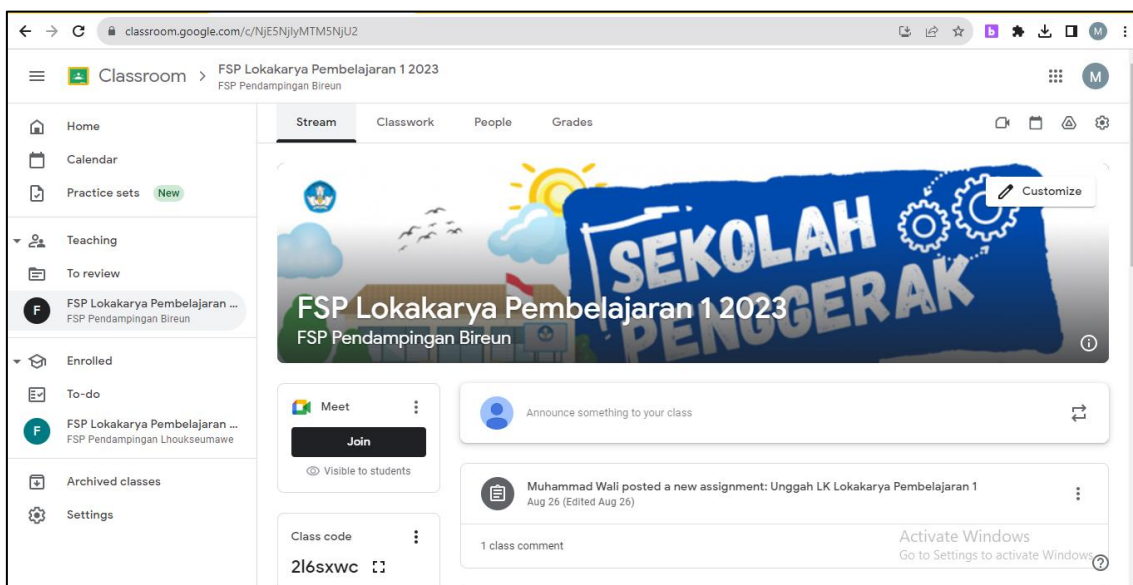 classroom.google.com/c/NjE5NjIyMTM5NjU2
b
M
Classroom > FSP Lokakarya Pembelajaran 1 2023
FSP Pendampingan Bireun
M
Home
Calendar
Practice sets New
Teaching
To review
F
FSP Lokakarya Pembelajaran ...
FSP Pendampingan Bireun
Enrolled
To-do
F
FSP Lokakarya Pembelajaran ...
FSP Pendampingan Lhoukseumawe
Archived classes
Settings
Stream Classwork People Grades
Customize
SEKOLAH
PENGGERAK
FSP Lokakarya Pembelajaran 1 2023
FSP Pendampingan Bireun
Meet
Join
Visible to students
Class code
2l6sxwc
Announce something to your class
Muhammad Wali posted a new assignment: Unggah LK Lokakarya Pembelajaran 1
Aug 26 (Edited Aug 26)
1 class comment
Activate Windows
Go to Settings to activate Windows.